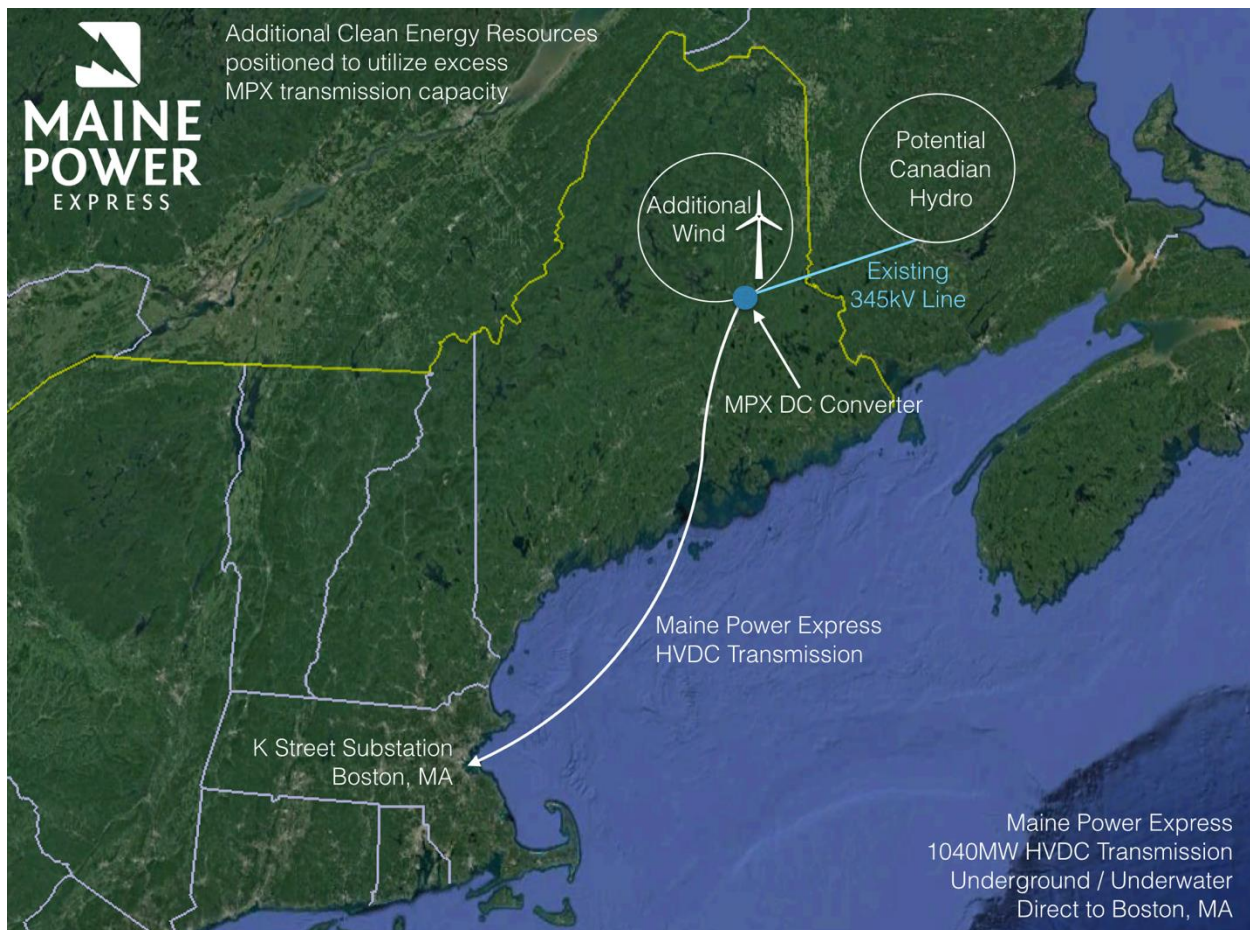 MAINE
POWER
EXPRESS
Additional Clean Energy Resources
positioned to utilize excess
MPX transmission capacity
Potential
Canadian
Hydro
Additional
Wind
Existing
345kV Line
MPX DC Converter
Maine Power Express
HVDC Transmission
K Street Substation
Boston, MA
Maine Power Express
1040MW HVDC Transmission
Underground / Underwater
Direct to Boston, MA